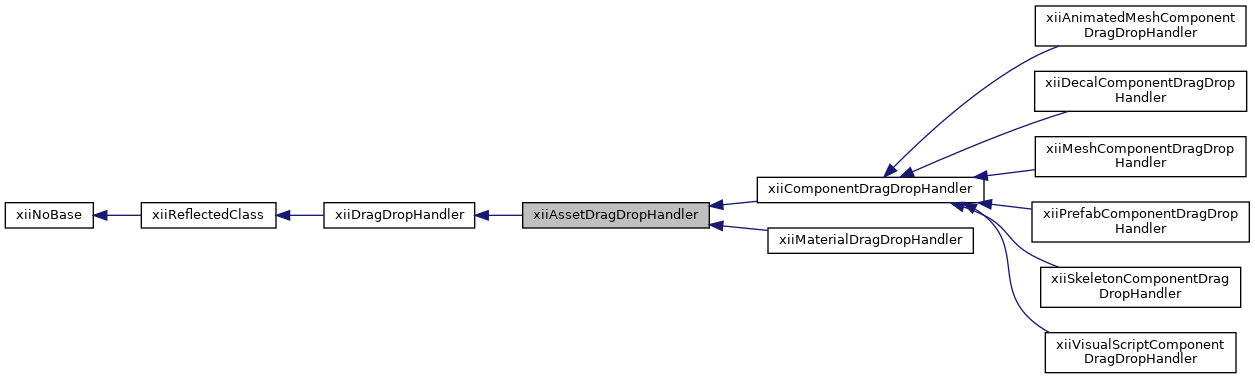 xiiAnimatedMeshComponent
DragDropHandler
xiiDecalComponentDragDrop
Handler
xiiMeshComponentDragDrop
Handler
xiiComponentDragDropHandler
xiiNoBase
xiiReflectedClass
xiiDragDropHandler
xiiAssetDragDropHandler
xiiPrefabComponentDragDrop
Handler
xiiMaterialDragDropHandler
xiiSkeletonComponentDrag
DropHandler
xiiVisualScriptComponent
DragDropHandler